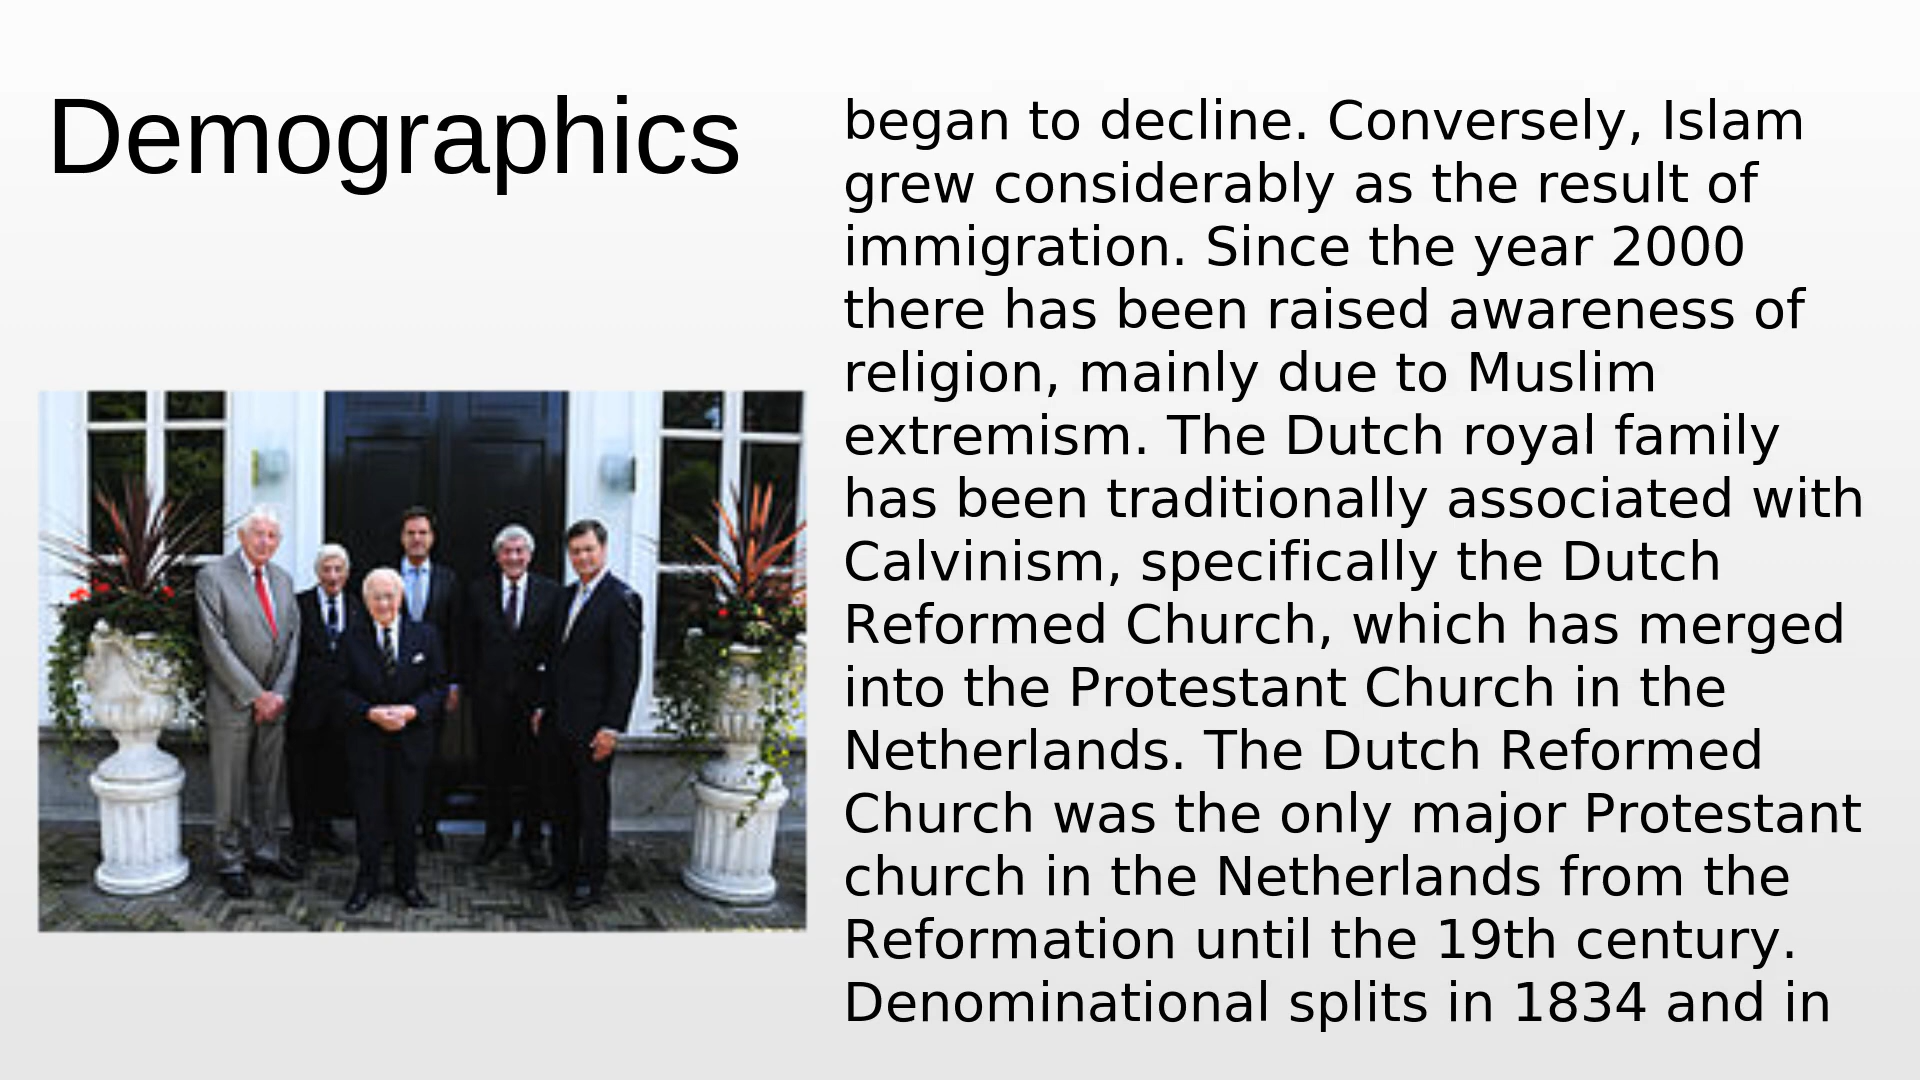 Demographics
began to decline. Conversely, Islam
grew considerably as the result of
immigration. Since the year 2000
there has been raised awareness of
religion, mainly due to Muslim
extremism. The Dutch royal family
has been traditionally associated with
Calvinism, specifically the Dutch
Reformed Church, which has merged
into the Protestant Church in the
Netherlands. The Dutch Reformed
Church was the only major Protestant
church in the Netherlands from the
Reformation until the 19th century.
Denominational splits in 1834 and in